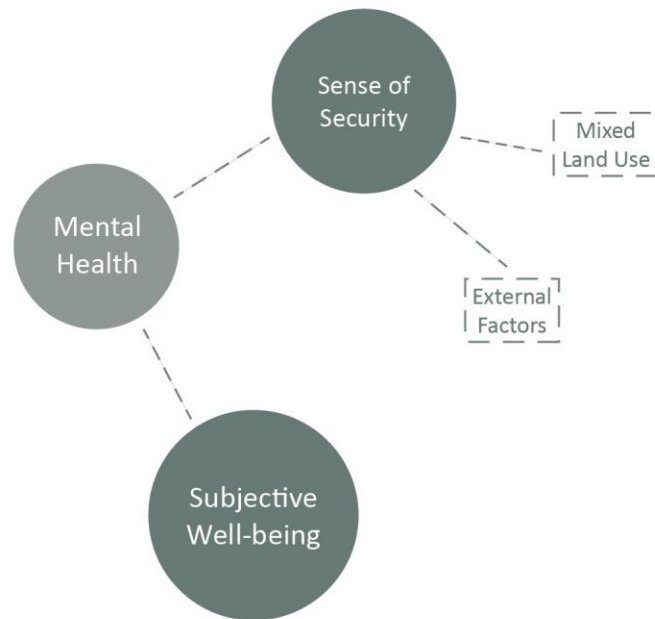 Sense of
Security
Mixed
Land Use
Mental
Health
External
Factors
Subjective
Well-being